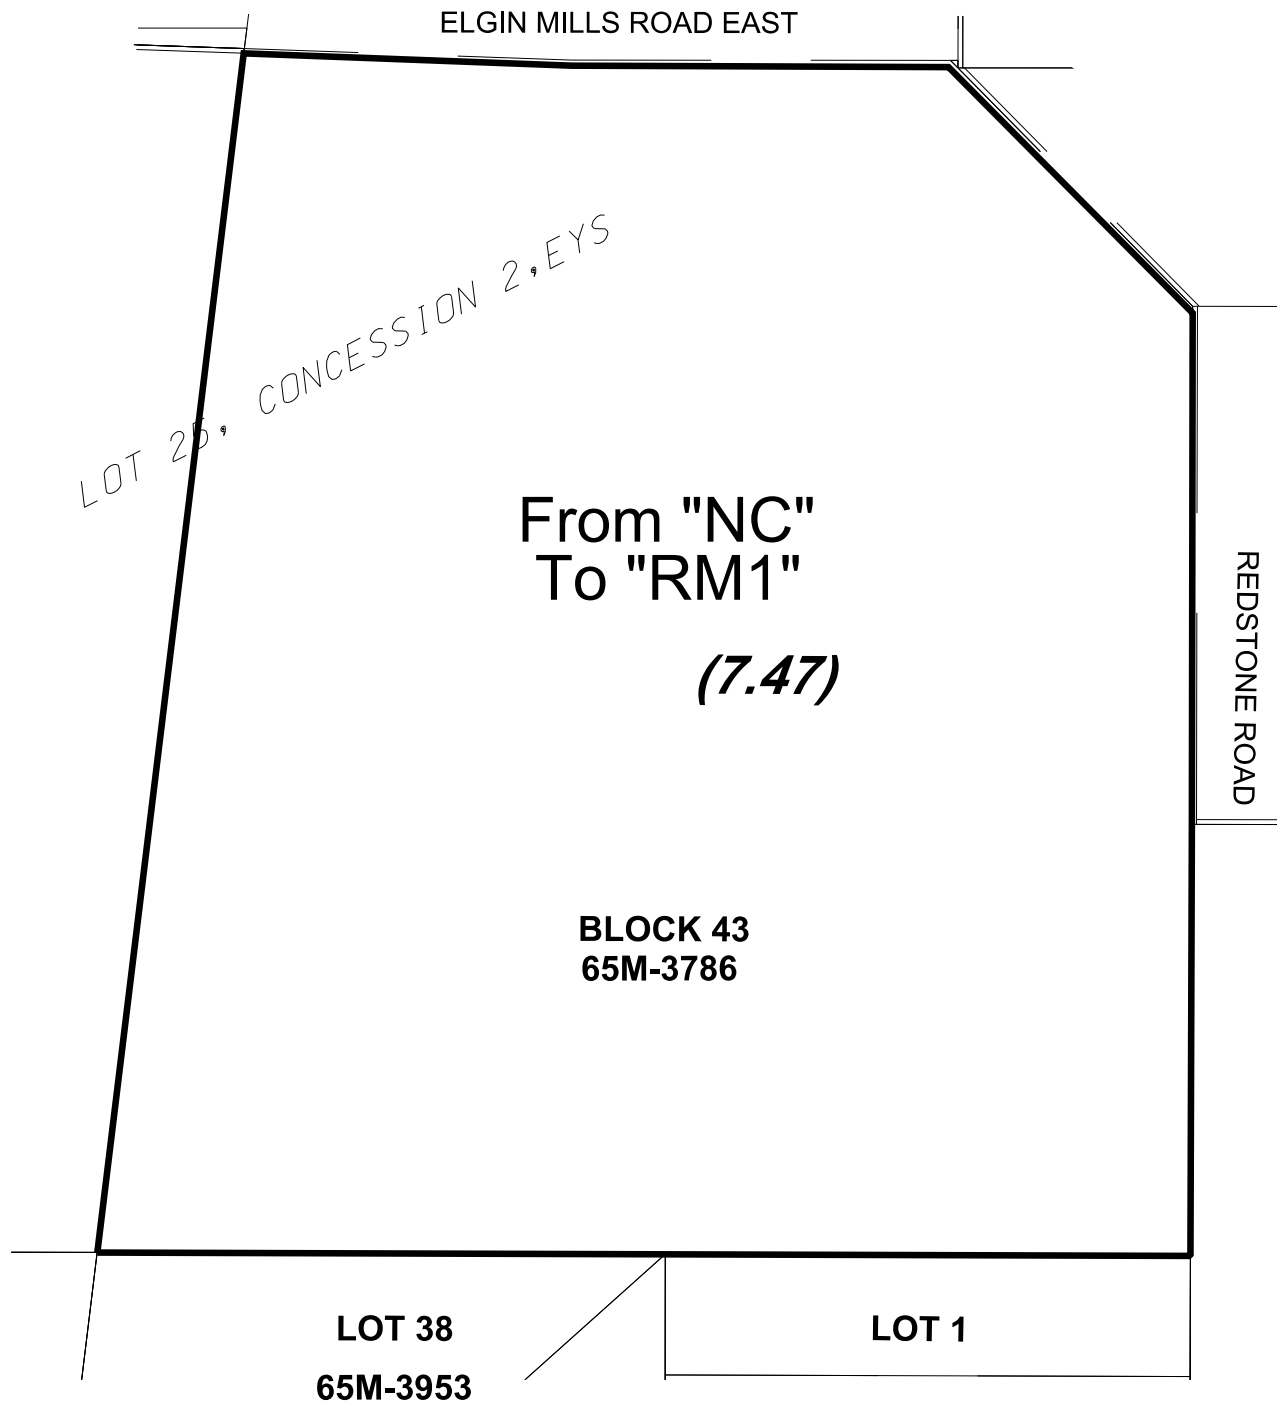 ELGIN MILLS ROAD EAST
LOT 25, CONCESSION 2, EYS
From "NC"
To "RM1"
(7.47)
REDSTONE ROAD
BLOCK 43
65M-3786
LOT 38
65M-3953
LOT 1